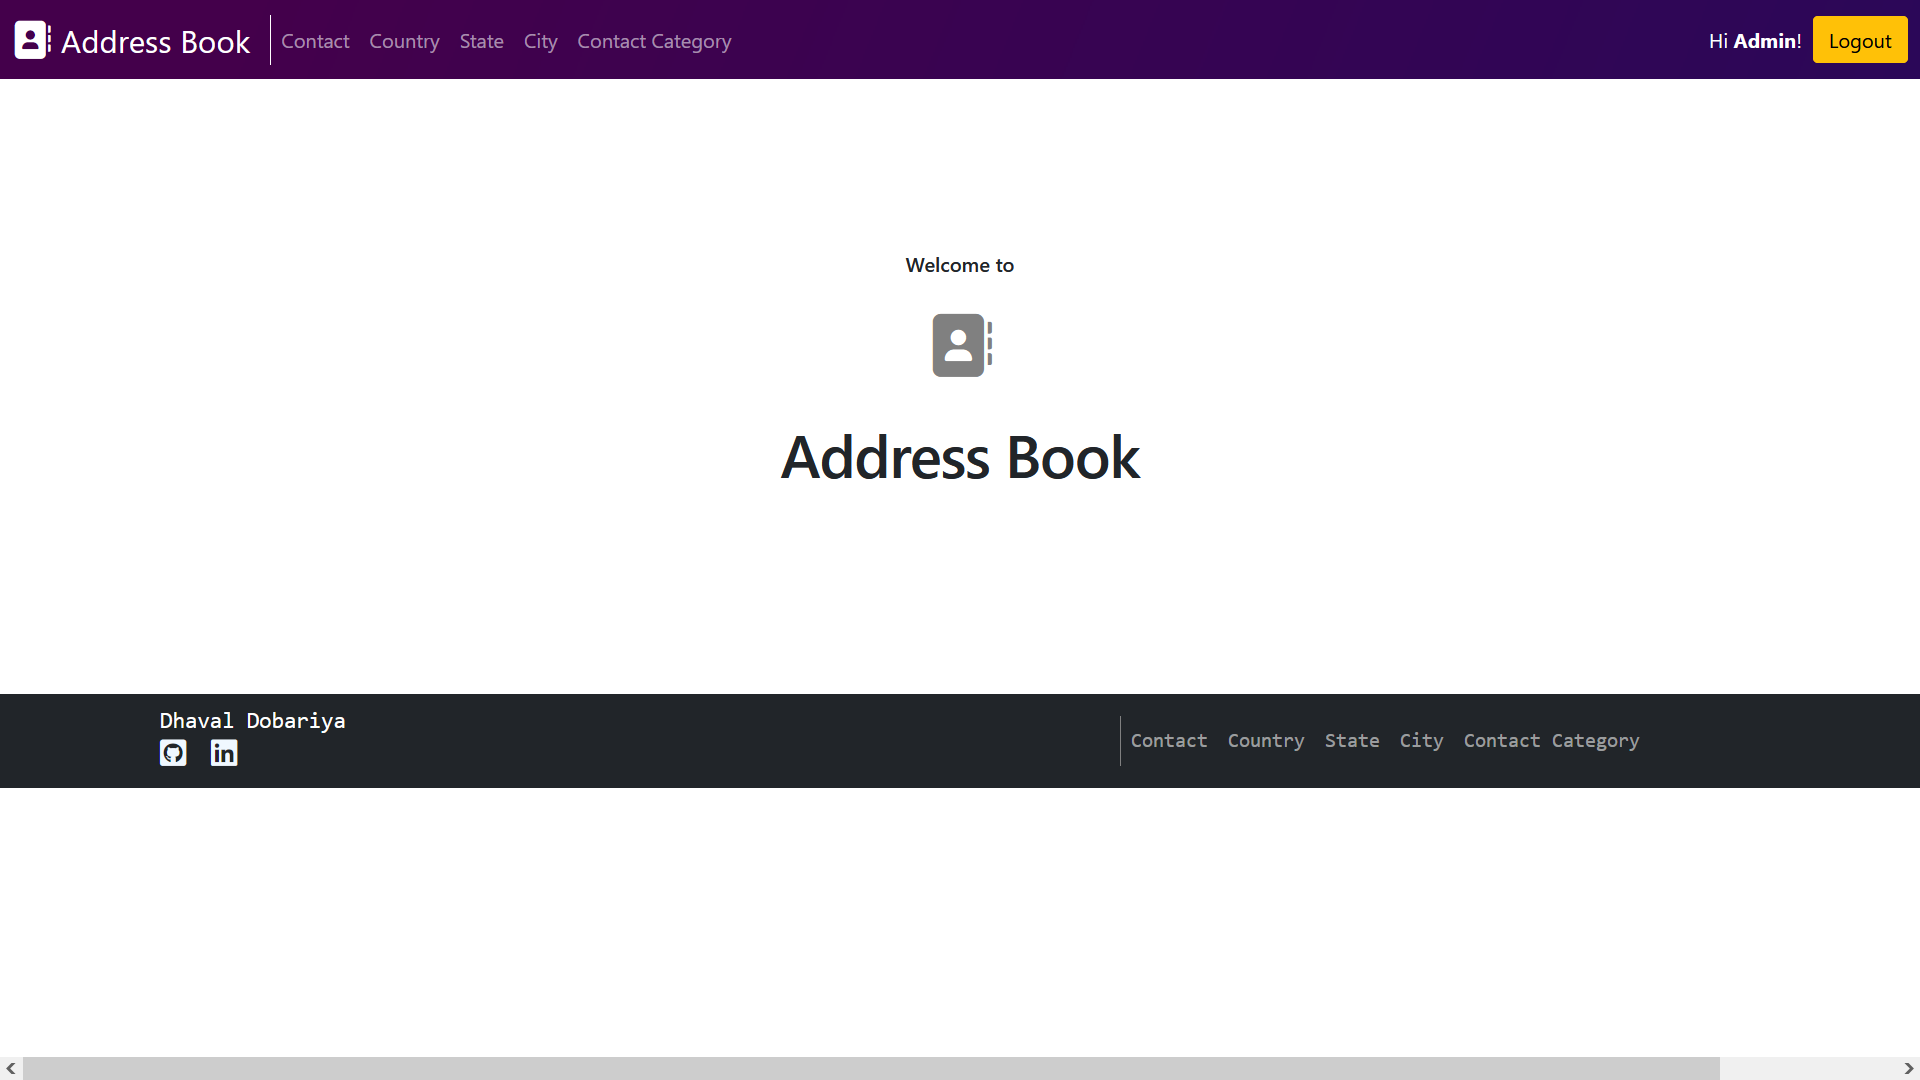 Address Book Contact Country State City Contact Category Hi Admin! Logout
Welcome to
Address Book
Dhaval Dobariya
Contact Country State City Contact Category